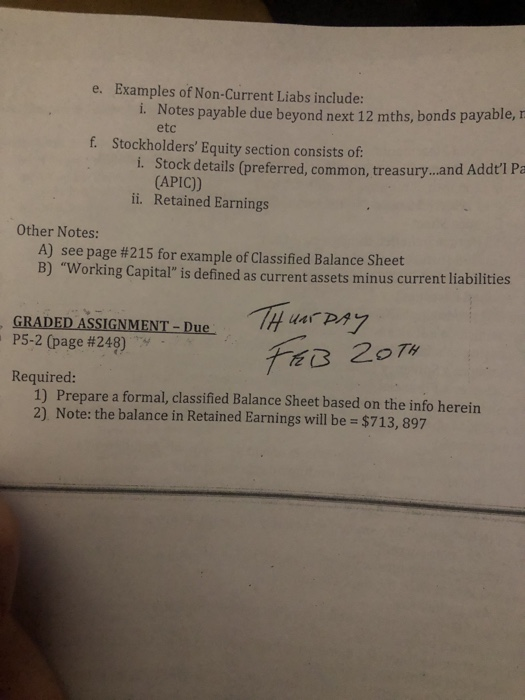 e. Examples of Non-Current Liabs include:
i. Notes payable due beyond next 12 mths, bonds payable,
etc
f. Stockholders' Equity section consists of:
i. Stock details (preferred, common, treasury...and Addt'l Pa
(APIC))
ii. Retained Earnings
Other Notes:
A) see page #215 for example of Classified Balance Sheet
B) "Working Capital" is defined as current assets minus current liabilities
GRADED ASSIGNMENT – Due THURSDAY
P5-2 (page #248) FEB 20TH
Required:
1) Prepare a formal, classified Balance Sheet based on the info herein
2) Note: the balance in Retained Earnings will be = $713, 897